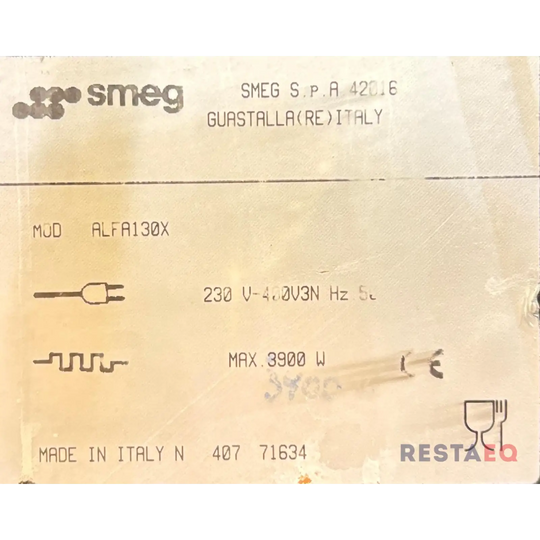 smeg
SMEG S.p.A 42016
GUASTALLA(RE)ITALY
MOD ALFA130X
230 V-400V3N Hz 50
MAX.3900 W
3900
CE
MADE IN ITALY N 407 71634
RESTAEQ